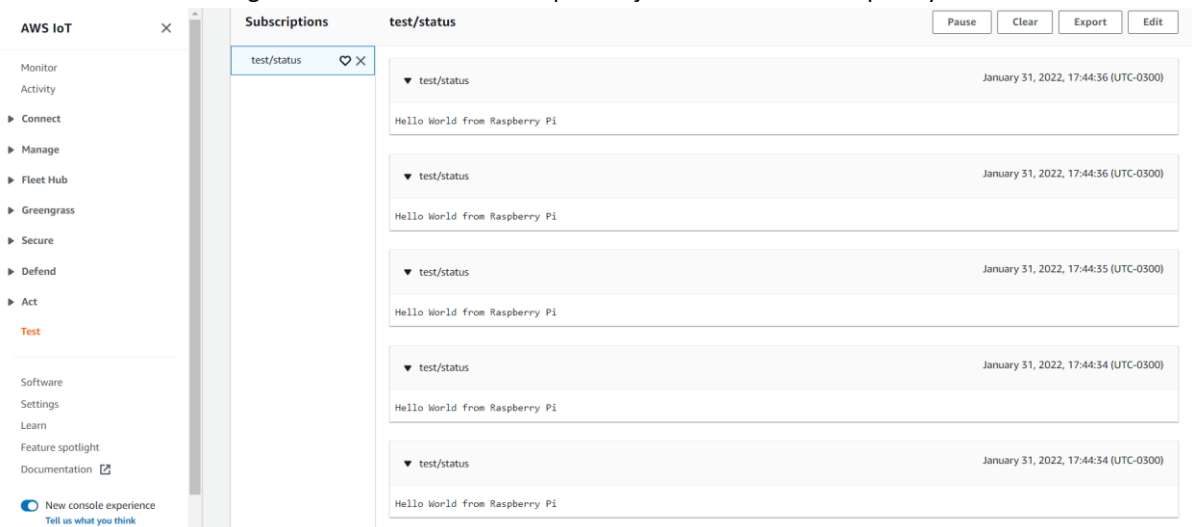 AWS IoT
Monitor
Activity
Connect
Manage
Fleet Hub
Greengrass
Secure
Defend
Act
Test
Software
Settings
Learn
Feature spotlight
Documentation
New console experience
Tell us what you think
Subscriptions
test/status
test/status
Pause Clear Export Edit
test/status January 31, 2022, 17:44:36 (UTC-0300)
Hello World from Raspberry Pi
test/status January 31, 2022, 17:44:36 (UTC-0300)
Hello World from Raspberry Pi
test/status January 31, 2022, 17:44:35 (UTC-0300)
Hello World from Raspberry Pi
test/status January 31, 2022, 17:44:34 (UTC-0300)
Hello World from Raspberry Pi
test/status January 31, 2022, 17:44:34 (UTC-0300)
Hello World from Raspberry Pi